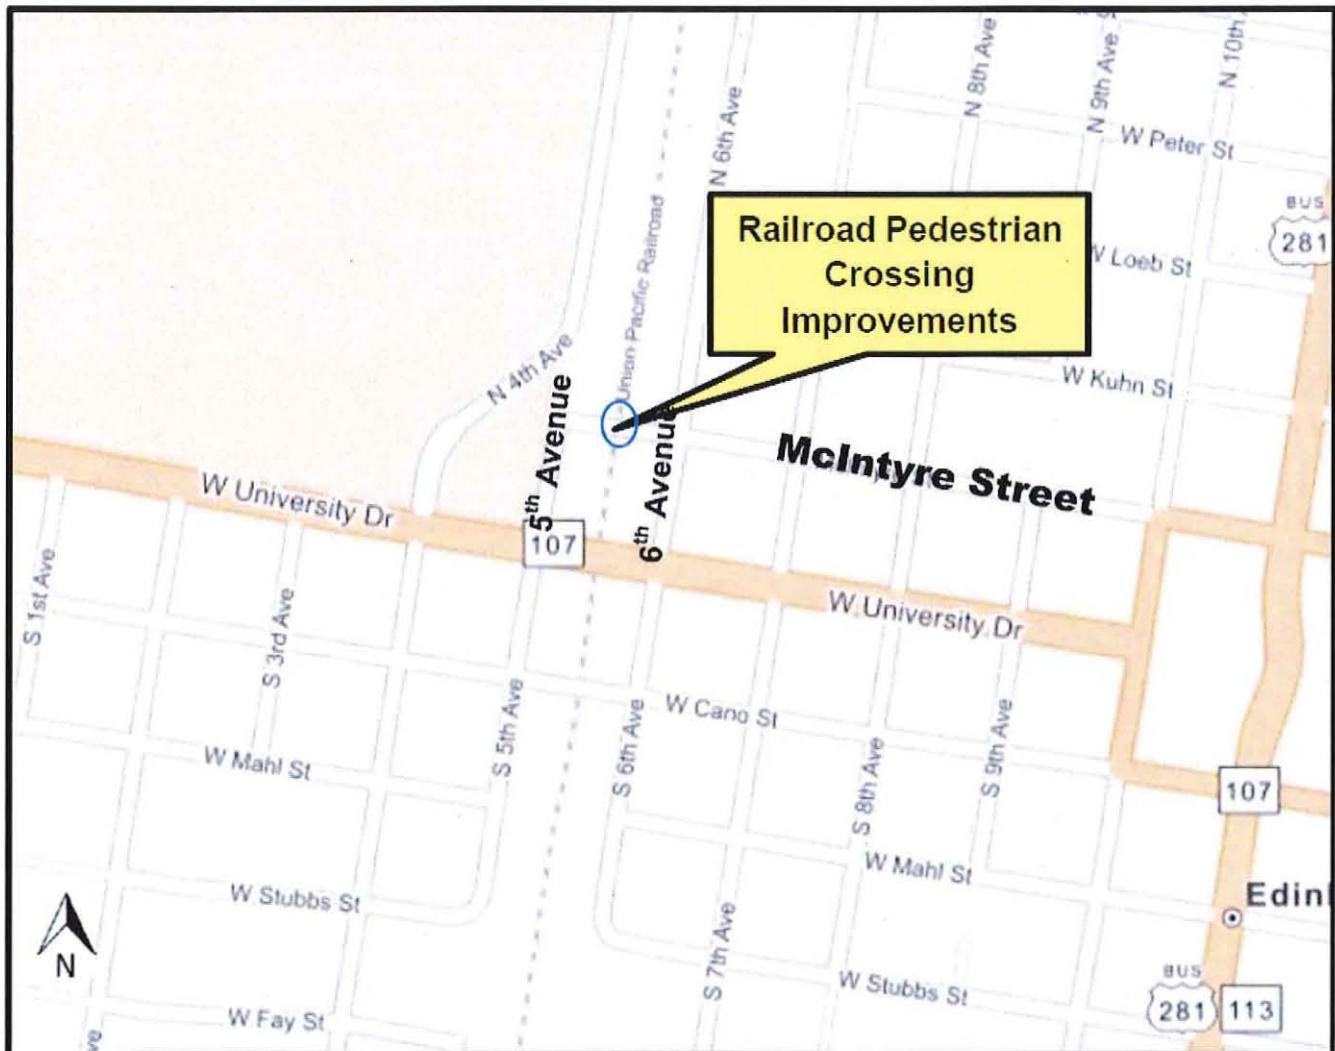 N 8th Ave
N 9th Ave
N 10th
W Peter St
N 6th Ave
BUS
281
Railroad Pedestrian
Crossing
Improvements
W Loeb St
Union Pacific Railroad
N 4th Ave
W Kuhn St
5th Avenue
6th Avenue
McIntyre Street
W University Dr
107
W University Dr
S 1st Ave
S 3rd Ave
S 5th Ave
S 6th Ave
W Cano St
S 8th Ave
S 9th Ave
W Mahl St
107
W Mahl St
W Stubbs St
Edin
N
S 7th Ave
W Stubbs St
BUS
281
113
W Fay St
ve